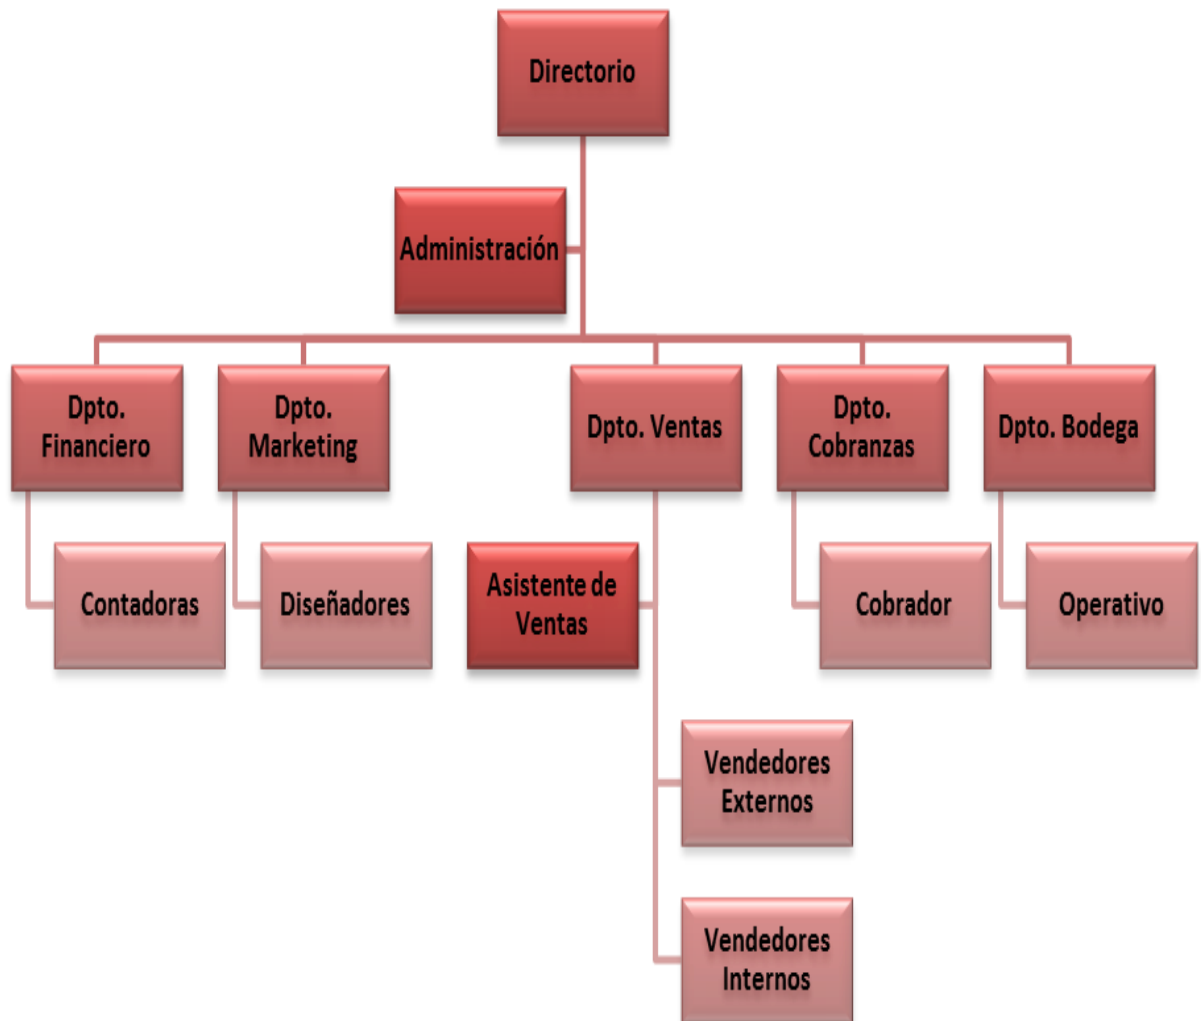 Directorio
Administración
Dpto.
Financiero
Dpto.
Marketing
Dpto. Ventas
Dpto.
Cobranzas
Dpto. Bodega
Contadoras
Diseñadores
Asistente de
Ventas
Cobrador
Operativo
Vendedores
Externos
Vendedores
Internos